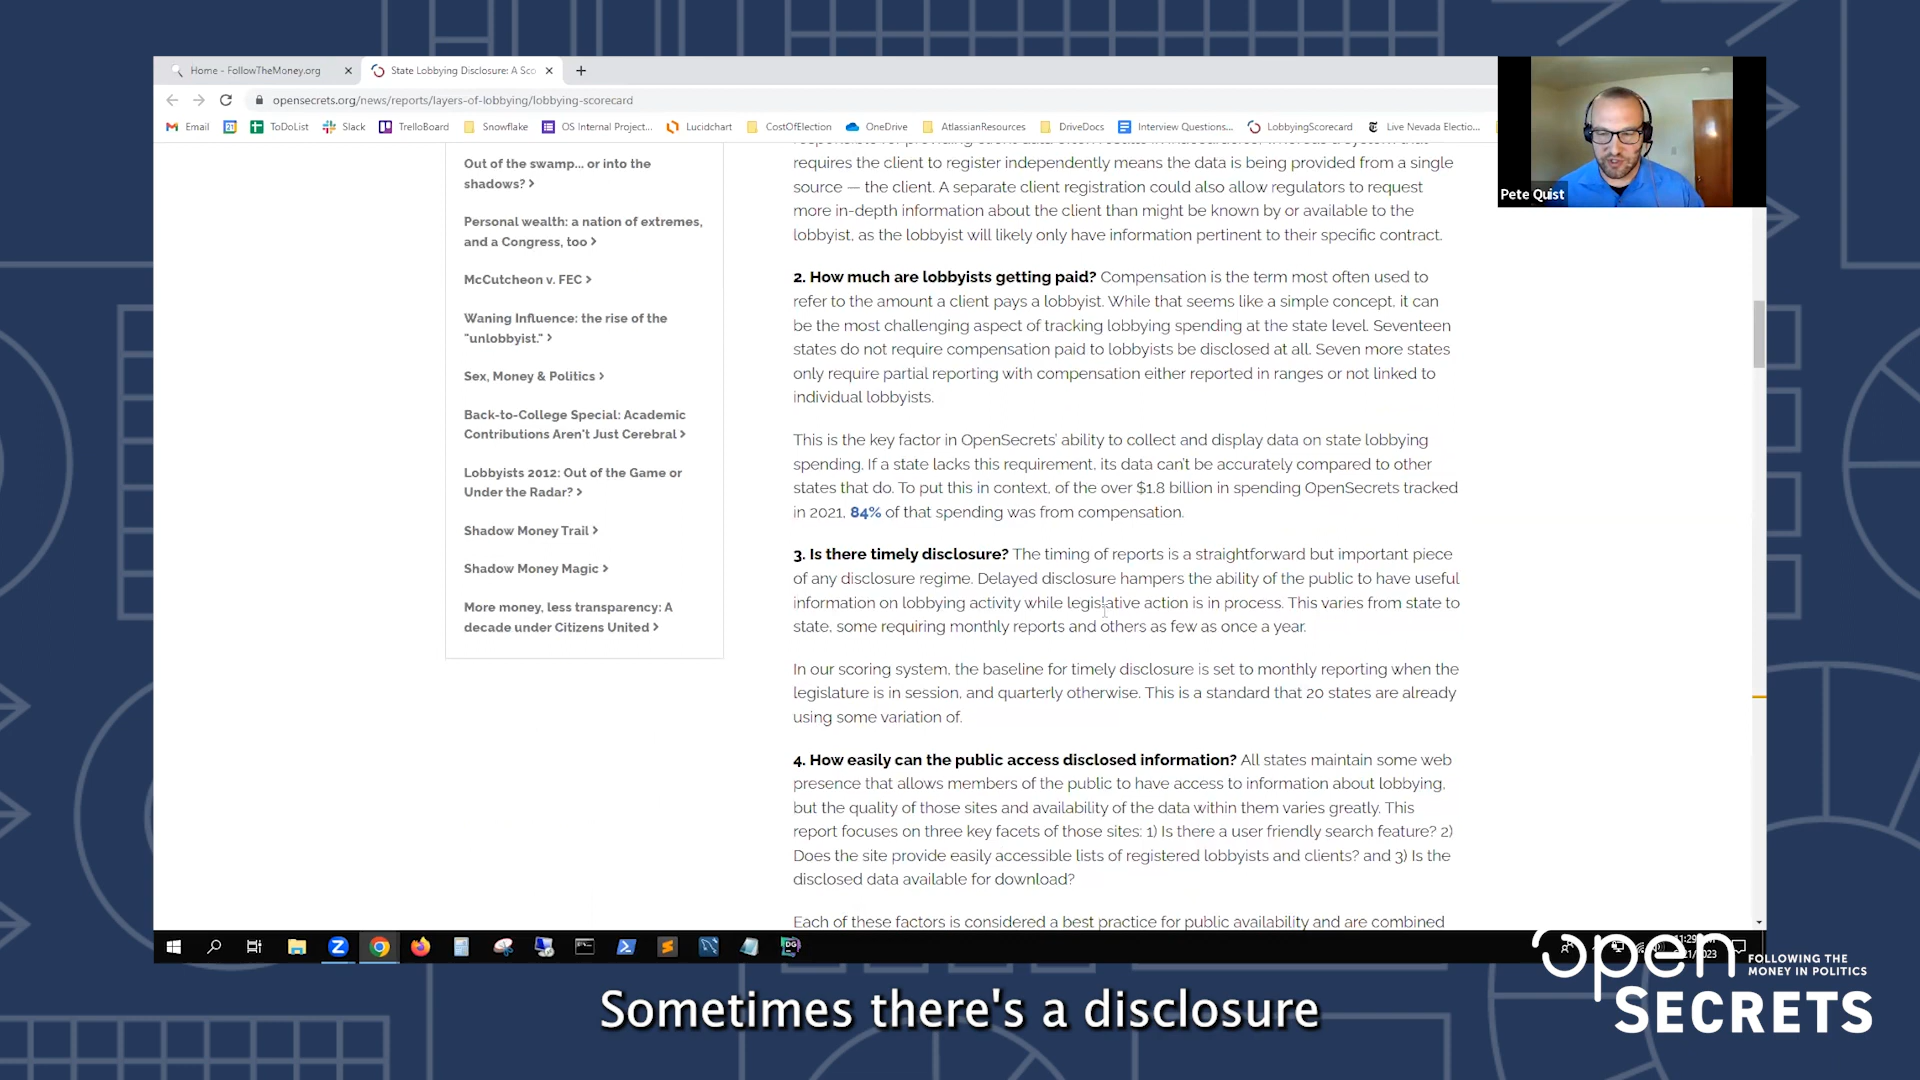 Home - FollowTheMoney.org
State Lobbying Disclosure: A Sco
opensecrets.org/news/reports/layers-of-lobbying/lobbying-scorecard
Email
ToDoList
Slack
TrelloBoard
Snowflake
OS Internal Project...
Lucidchart
CostOfElection
OneDrive
AtlassianResources
DriveDocs
Interview Questions...
LobbyingScorecard
Live Nevada Electio...
Pete Quist
Out of the swamp... or into the
shadows? >
Personal wealth: a nation of extremes,
and a Congress, too >
McCutcheon v. FEC >
Waning Influence: the rise of the
"unlobbyist." >
Sex, Money & Politics >
Back-to-College Special: Academic
Contributions Aren't Just Cerebral >
Lobbyists 2012: Out of the Game or
Under the Radar? >
Shadow Money Trail >
Shadow Money Magic >
More money, less transparency: A
decade under Citizens United >
requires the client to register independently means the data is being provided from a single
source — the client. A separate client registration could also allow regulators to request
more in-depth information about the client than might be known by or available to the
lobbyist, as the lobbyist will likely only have information pertinent to their specific contract.
2. How much are lobbyists getting paid? Compensation is the term most often used to
refer to the amount a client pays a lobbyist. While that seems like a simple concept, it can
be the most challenging aspect of tracking lobbying spending at the state level. Seventeen
states do not require compensation paid to lobbyists be disclosed at all. Seven more states
only require partial reporting with compensation either reported in ranges or not linked to
individual lobbyists.
This is the key factor in OpenSecrets' ability to collect and display data on state lobbying
spending. If a state lacks this requirement, its data can't be accurately compared to other
states that do. To put this in context, of the over $1.8 billion in spending OpenSecrets tracked
in 2021, 84% of that spending was from compensation.
3. Is there timely disclosure? The timing of reports is a straightforward but important piece
of any disclosure regime. Delayed disclosure hampers the ability of the public to have useful
information on lobbying activity while legislative action is in process. This varies from state to
state, some requiring monthly reports and others as few as once a year.
In our scoring system, the baseline for timely disclosure is set to monthly reporting when the
legislature is in session, and quarterly otherwise. This is a standard that 20 states are already
using some variation of.
4. How easily can the public access disclosed information? All states maintain some web
presence that allows members of the public to have access to information about lobbying,
but the quality of those sites and availability of the data within them varies greatly. This
report focuses on three key facets of those sites: 1) Is there a user friendly search feature? 2)
Does the site provide easily accessible lists of registered lobbyists and clients? and 3) Is the
disclosed data available for download?
Each of these factors is considered a best practice for public availability and are combined
Sometimes there's a disclosure
open
SECRETS
FOLLOWING THE
MONEY IN POLITICS